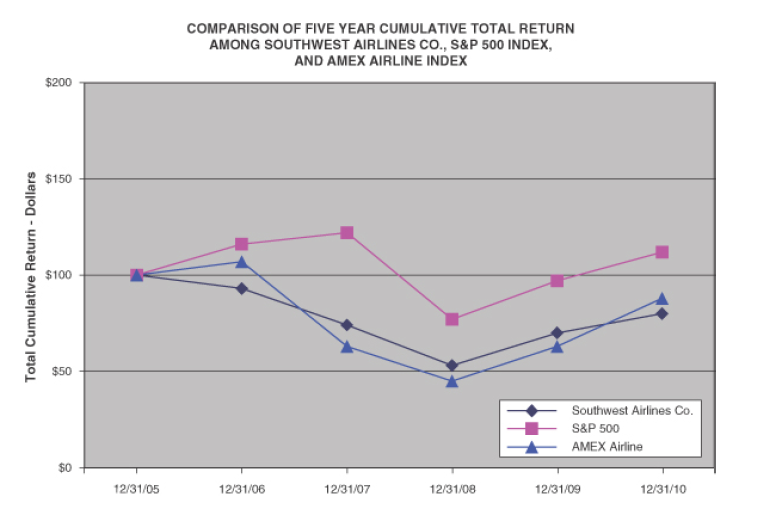 COMPARISON OF FIVE YEAR CUMULATIVE TOTAL RETURN
AMONG SOUTHWEST AIRLINES CO., S&P 500 INDEX,
AND AMEX AIRLINE INDEX
Total Cumulative Return - Dollars
$200
$150
$100
$50
$0
12/31/05 12/31/06 12/31/07 12/31/08 12/31/09 12/31/10
Southwest Airlines Co.
S&P 500
AMEX Airline